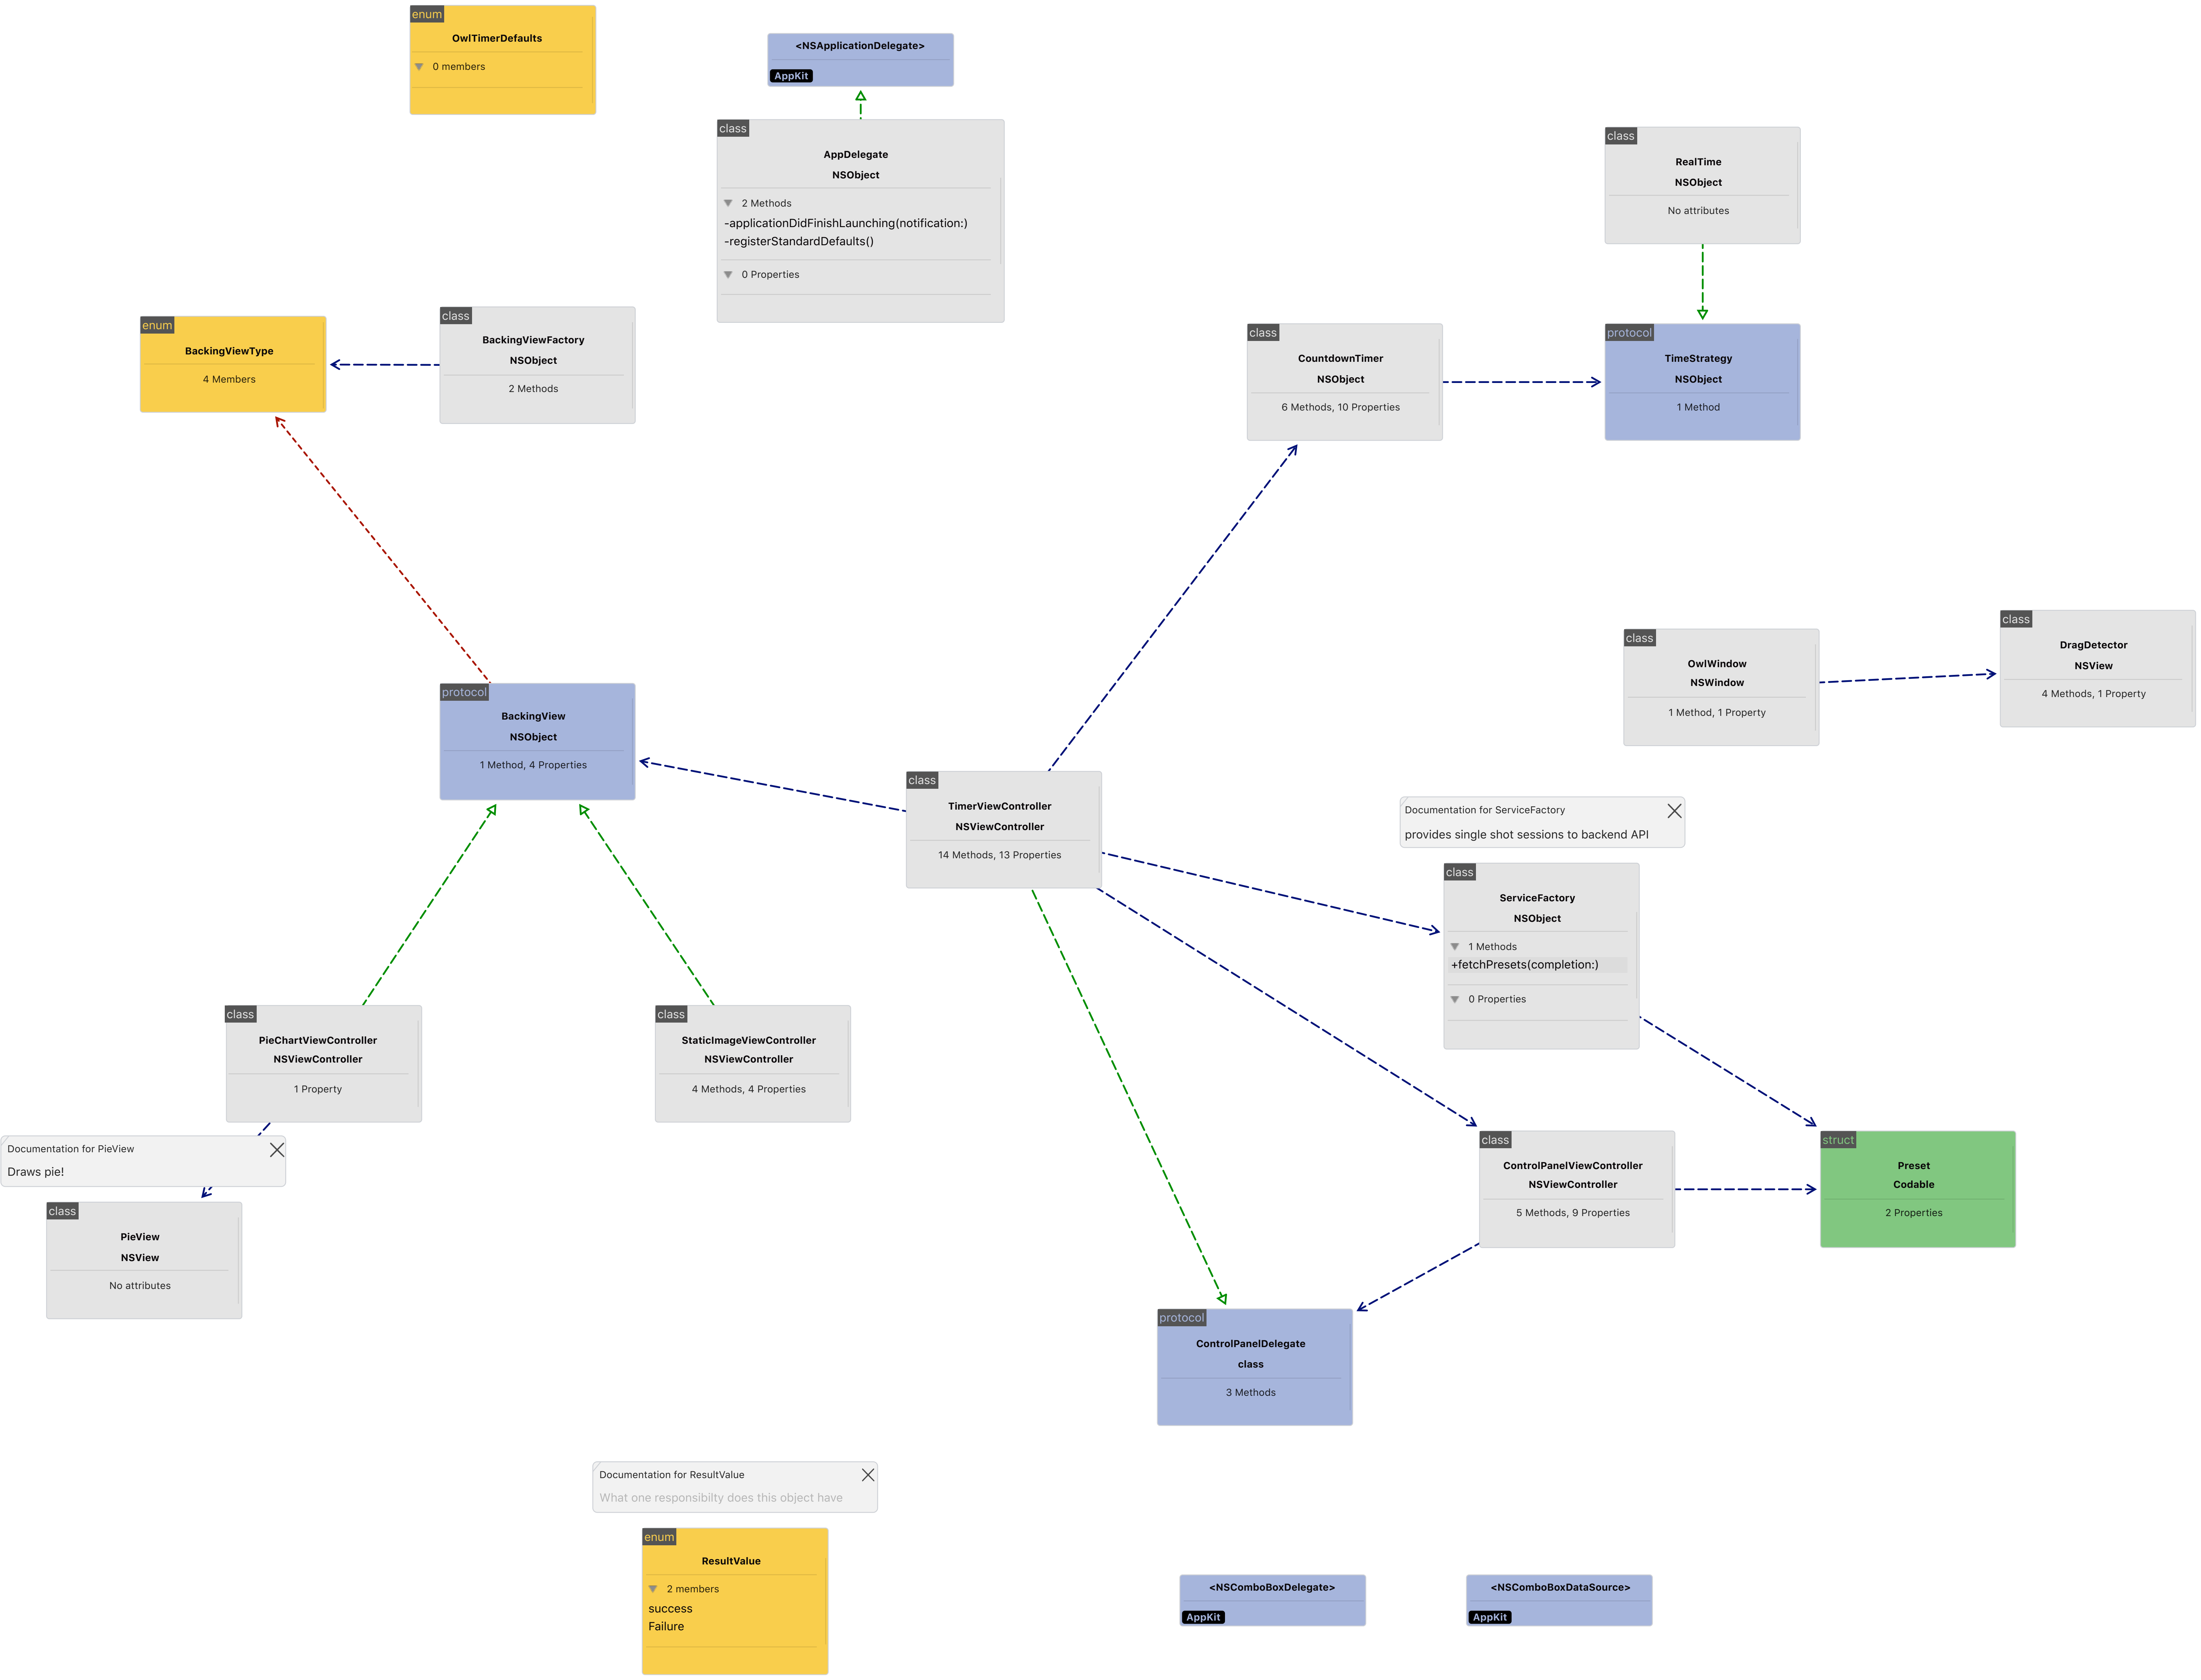 enum
OwlTimerDefaults
0 members
<NSApplicationDelegate>
AppKit
class
AppDelegate
NSObject
2 Methods
-applicationDidFinishLaunching(notification:)
-registerStandardDefaults()
0 Properties
class
RealTime
NSObject
No attributes
enum
BackingViewType
4 Members
class
BackingViewFactory
NSObject
2 Methods
class
CountdownTimer
NSObject
6 Methods, 10 Properties
protocol
TimeStrategy
NSObject
1 Method
class
OwlWindow
NSWindow
1 Method, 1 Property
class
DragDetector
NSView
4 Methods, 1 Property
protocol
BackingView
NSObject
1 Method, 4 Properties
class
TimerViewController
NSViewController
14 Methods, 13 Properties
Documentation for ServiceFactory
provides single shot sessions to backend API
class
ServiceFactory
NSObject
1 Methods
+fetchPresets(completion:)
0 Properties
class
PieChartViewController
NSViewController
1 Property
class
StaticImageViewController
NSViewController
4 Methods, 4 Properties
Documentation for PieView
Draws pie!
class
PieView
NSView
No attributes
class
ControlPanelViewController
NSViewController
5 Methods, 9 Properties
struct
Preset
Codable
2 Properties
protocol
ControlPanelDelegate
class
3 Methods
Documentation for ResultValue
What one responsibilty does this object have
enum
ResultValue
2 members
success
Failure
<NSComboBoxDelegate>
AppKit
<NSComboBoxDataSource>
AppKit